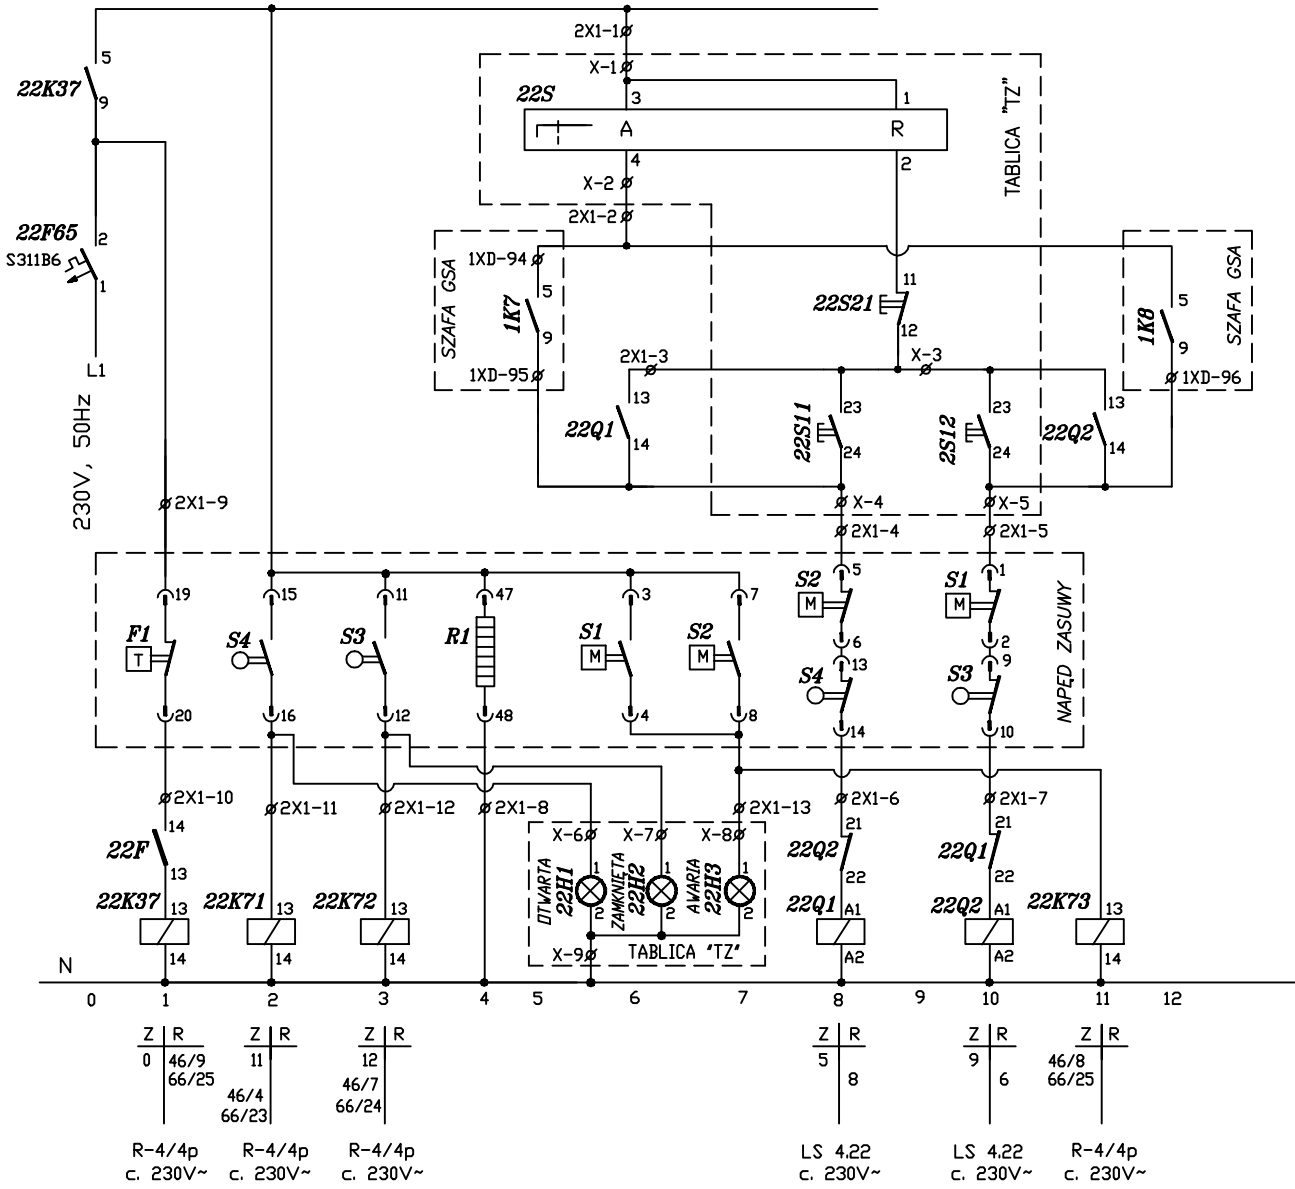 2X1-1
X-1
5
22K37
9
22S
3
1
A
R
TABLICA "TZ"
4
2
X-2
2X1-2
22F65
2
S311B6
1
L1
230V, 50Hz
SZAFA GSA
1XD-94
5
1K7
9
1XD-95
11
22S21
12
5
1K8
9
SZAFA GSA
1XD-96
2X1-3
X-3
13
22Q1
14
23
22S11
24
23
2S12
24
13
22Q2
14
2X1-9
X-4
X-5
2X1-4
2X1-5
19
15
11
47
3
7
S2
5
S1
1
F1
T
S4
S3
R1
S1
M
S2
M
M
M
6
2
13
9
S4
S3
NAPĘD ZASUWY
20
16
12
48
4
8
14
10
2X1-10
2X1-11
2X1-12
2X1-8
2X1-13
2X1-6
2X1-7
14
22F
13
X-6
X-7
X-8
OTWARTA
22H1
1
2
ZAMKNIĘTA
22H2
1
2
AWARIA
22H3
1
2
21
22Q2
22
21
22Q1
22
22K37
13
14
22K71
13
14
22K72
13
14
X-9
TABLICA "TZ"
22Q1
A1
A2
22Q2
A1
A2
22K73
13
14
N
0 1 2 3 4 5 6 7 8 9 10 11 12
Z R
Z R
Z R
Z R
Z R
Z R
0
46/9
66/25
11
46/4
66/23
12
46/7
66/24
5
8
9
6
46/8
66/25
R-4/4p
c. 230V~
R-4/4p
c. 230V~
R-4/4p
c. 230V~
LS 4.22
c. 230V~
LS 4.22
c. 230V~
R-4/4p
c. 230V~